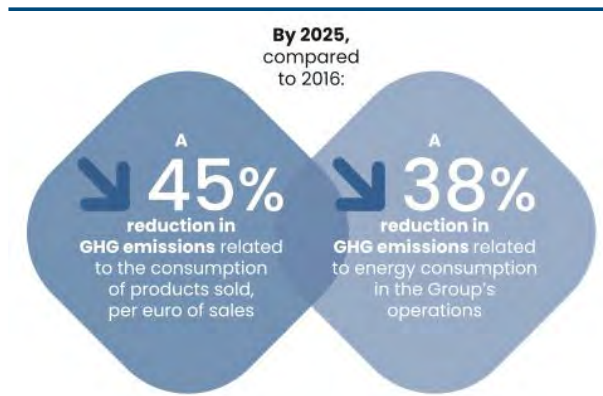 By 2025,
compared
to 2016:
A
45%
reduction in
GHG emissions related
to the consumption
of products sold,
per euro of sales
A
38%
reduction in
GHG emissions related
to energy consumption
in the Group's
operations